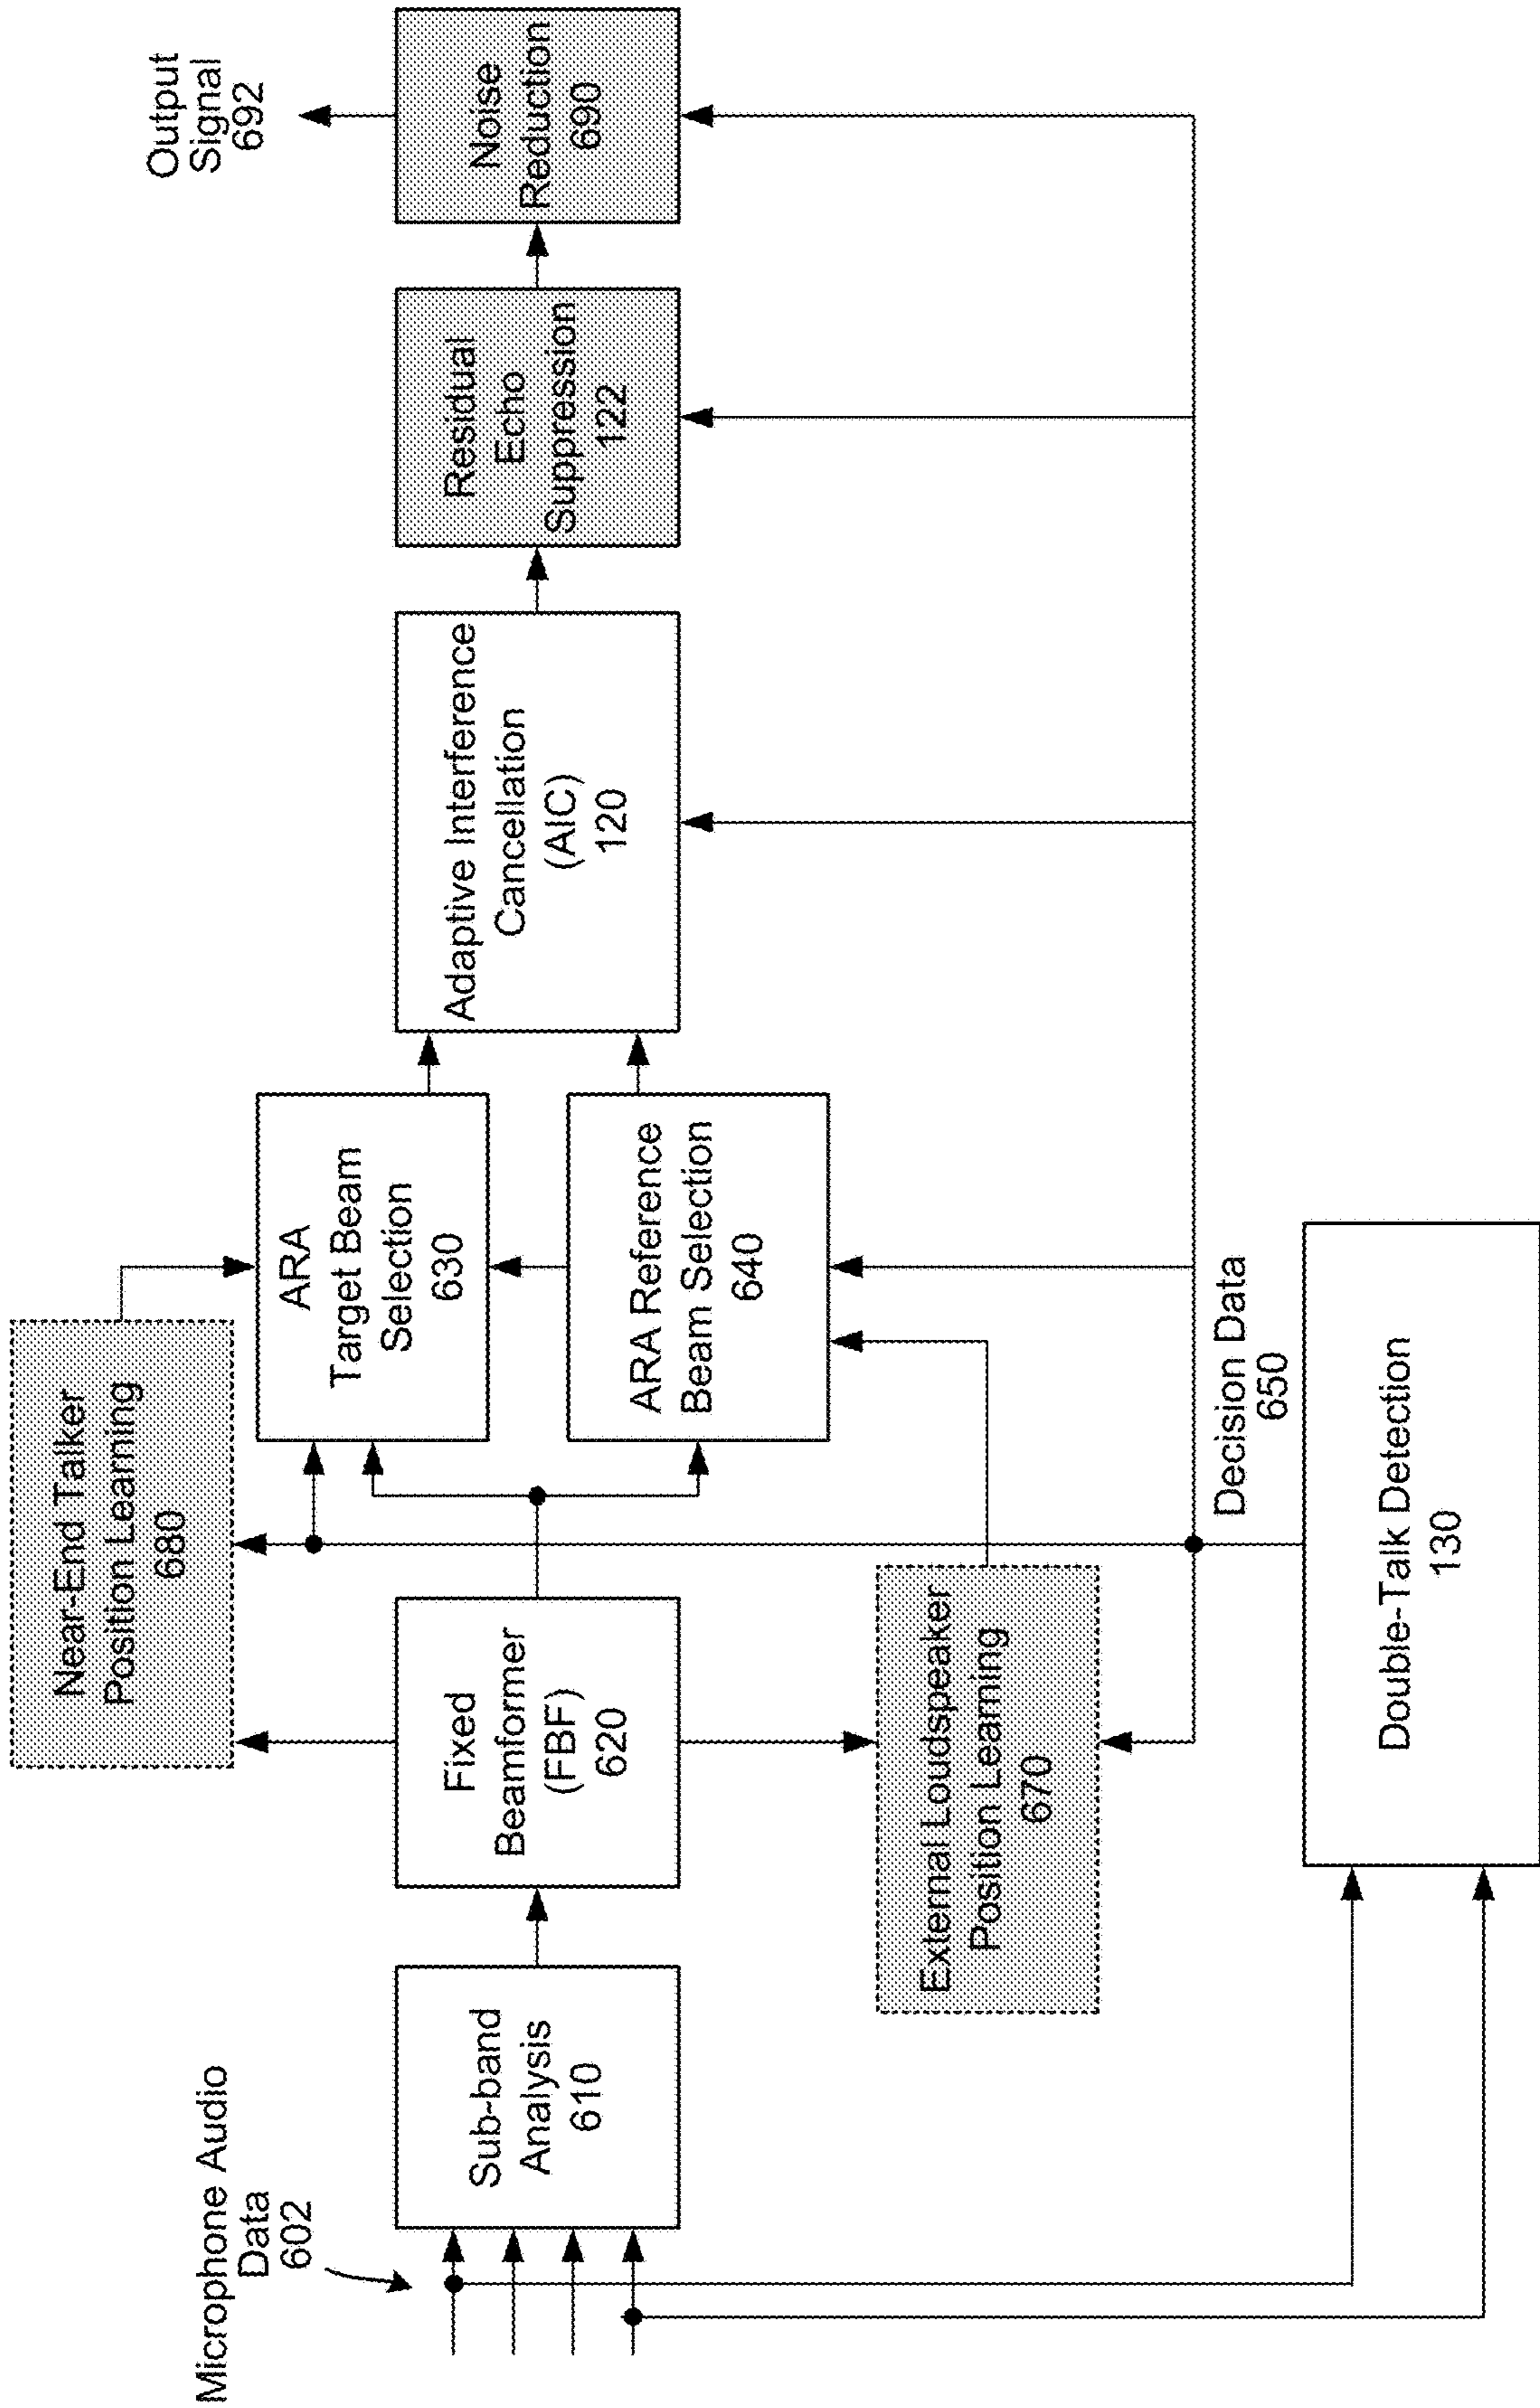 Microphone Audio
Data
602
Sub-band
Analysis
610
Fixed
Beamformer
(FBF)
620
Near-End Talker
Position Learning
680
External Loudspeaker
Position Learning
670
ARA
Target Beam
Selection
630
ARA Reference
Beam Selection
640
Adaptive Interference
Cancellation
(AIC)
120
Residual
Echo
Suppression
122
Noise
Reduction
690
Output
Signal
692
Decision Data
650
Double-Talk Detection
130